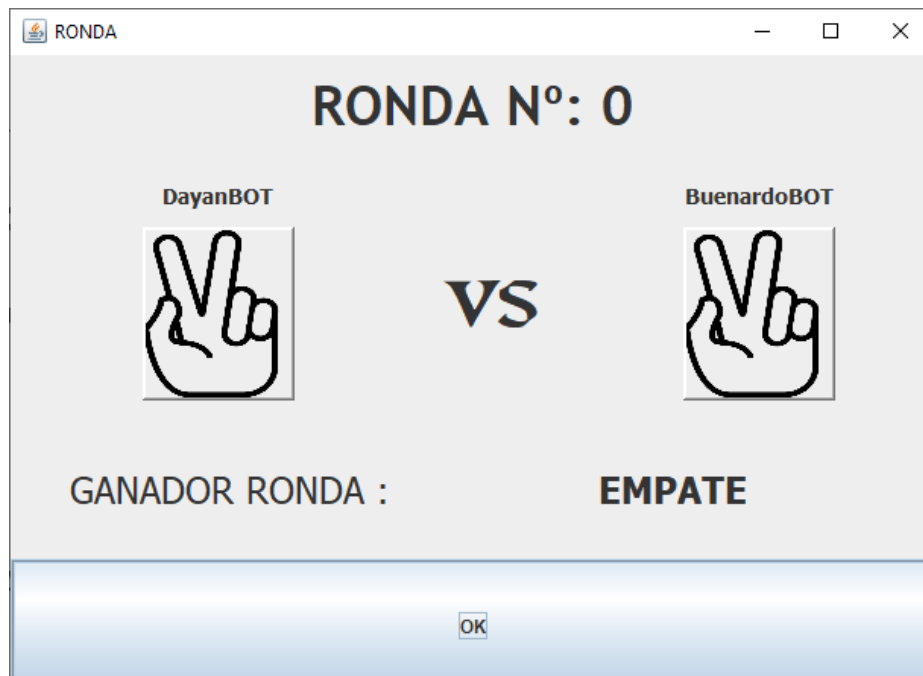 RONDA
RONDA Nº: 0
DayanBOT
BuenardoBOT
VS
GANADOR RONDA :
EMPATE
OK